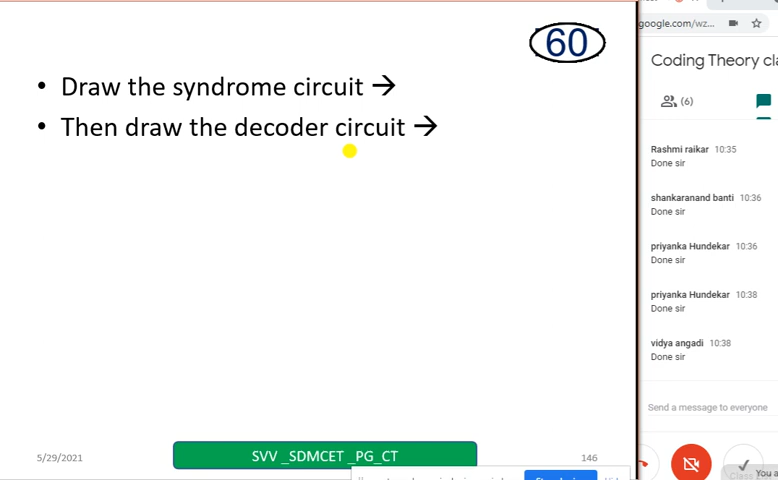 60
• Draw the syndrome circuit →
• Then draw the decoder circuit →
5/29/2021
SVV _SDMCET _PG_CT
146
google.com/wz...
Coding Theory cla
(6)
Rashmi raikar 10:35
Done sir
shankaranand banti 10:36
Done sir
priyanka Hundekar 10:36
Done sir
priyanka Hundekar 10:38
Done sir
vidya angadi 10:38
Done sir
Send a message to everyone
You a